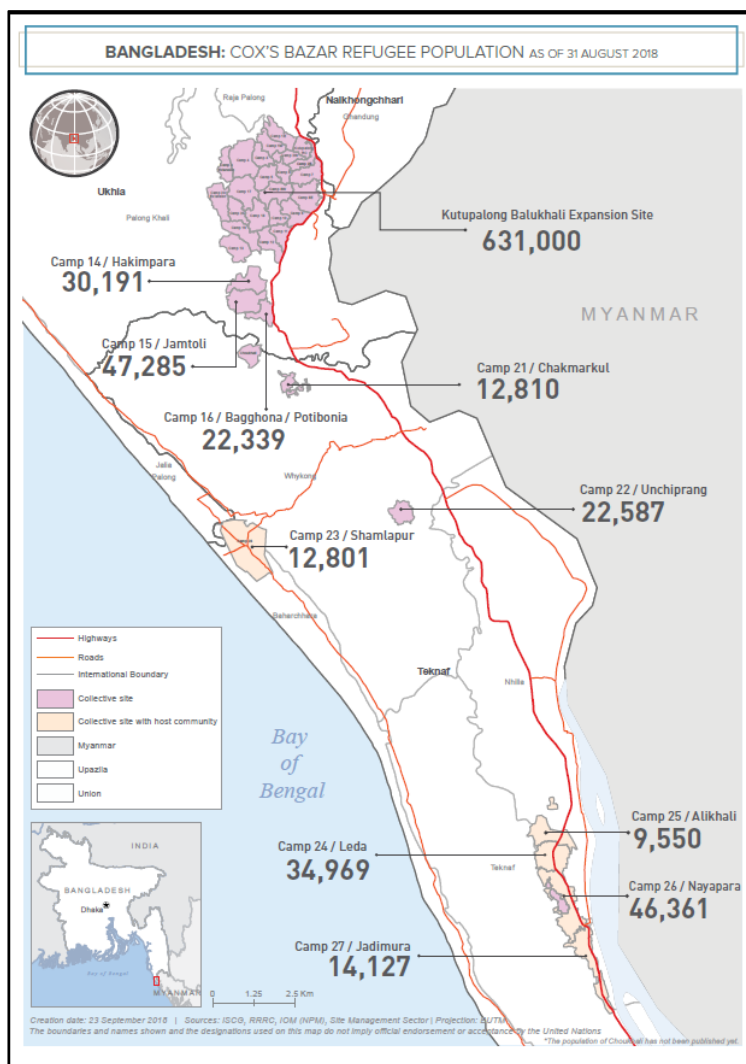 BANGLADESH: COX'S BAZAR REFUGEE POPULATION AS OF 31 AUGUST 2018
Raja Palong
Naikhongchhari
Ghandung
Ukhia
Palong Khali
Kutupalong Balukhali Expansion Site
631,000
Camp 14 / Hakimpara
30,191
MYANMAR
Camp 15 / Jamtoli
47,285
Camp 21 / Chakmarkul
12,810
Camp 16 / Bagghona / Potibonia
22,339
Jalia
Palong
Whykong
Camp 22 / Unchiprang
22,587
Camp 23 / Shamlapur
12,801
Baharchhara
Highways
Roads
International Boundary
Collective site
Collective site with host community
Myanmar
Upazila
Union
Teknaf
Nhilla
Bay
of
Bengal
Camp 25 / Alikhali
9,550
Camp 24 / Leda
34,969
Teknaf
Camp 26 / Nayapara
46,361
Camp 27 / Jadimura
14,127
INDIA
BANGLADESH
Dhaka
Bay of Bengal
MYANMAR
0 1.25 2.5 Km
Creation date: 23 September 2018 | Sources: ISCG, RRRC, IOM (NPM), Site Management Sector | Projection: BUTM
The boundaries and names shown and the designations used on this map do not imply official endorsement or acceptance by the United Nations
*The population of Choukhali has not been published yet.